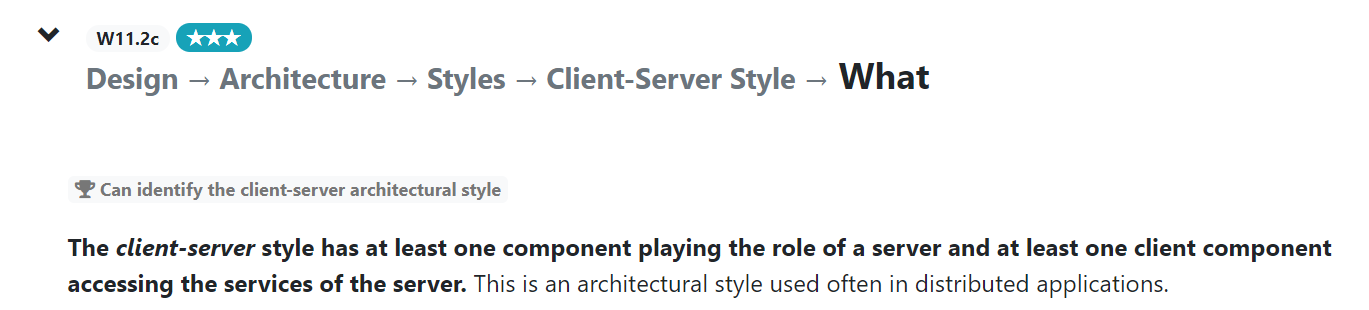 W11.2c ★★★
Design → Architecture → Styles → Client-Server Style → What
Can identify the client-server architectural style
The client-server style has at least one component playing the role of a server and at least one client component
accessing the services of the server. This is an architectural style used often in distributed applications.